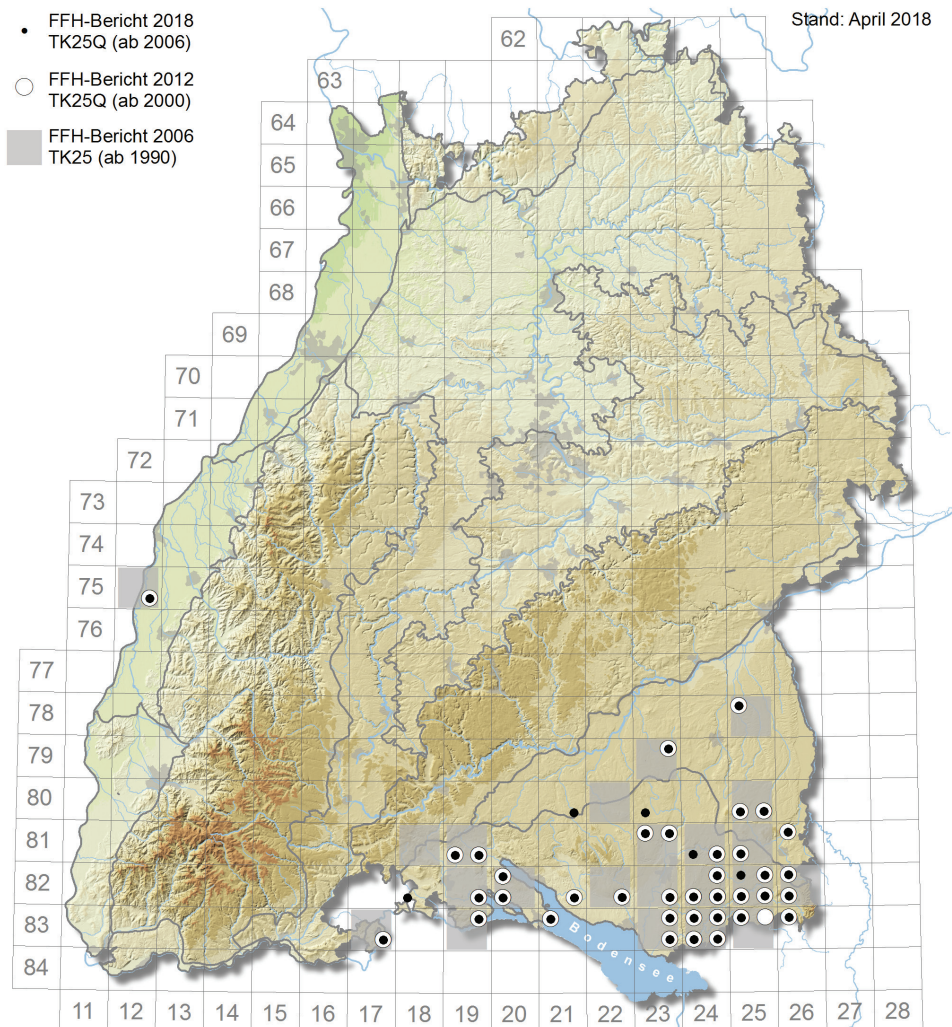 FFH-Bericht 2018
TK25Q (ab 2006)
FFH-Bericht 2012
TK25Q (ab 2000)
FFH-Bericht 2006
TK25 (ab 1990)
Stand: April 2018
62
63
64
65
66
67
68
69
70
71
72
73
74
75
76
77
78
79
80
81
82
83
84
Bodensee
11 12 13 14 15 16 17 18 19 20 21 22 23 24 25 26 27 28